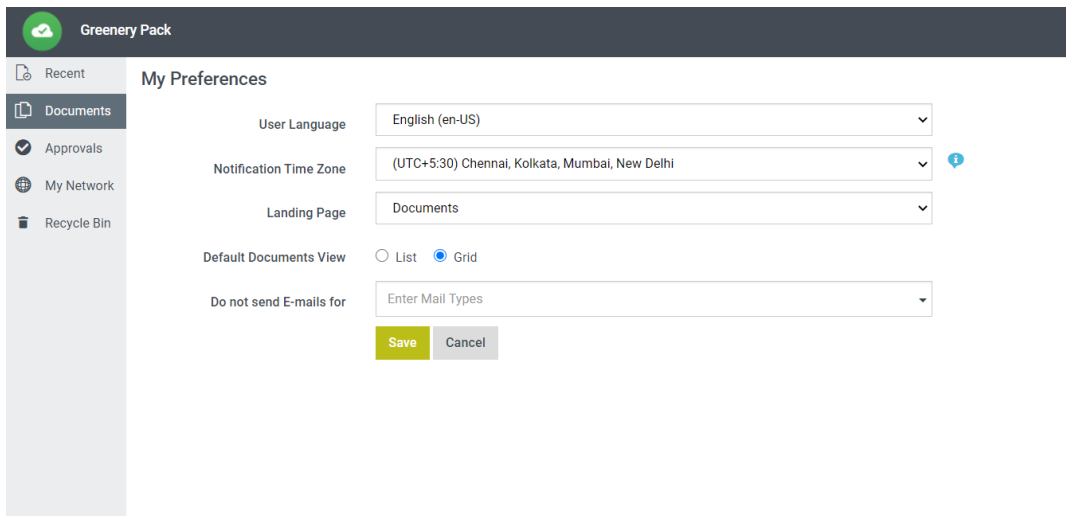 Greenery Pack
Recent
Documents
Approvals
My Network
Recycle Bin
My Preferences
User Language
English (en-US)
Notification Time Zone
(UTC+5:30) Chennai, Kolkata, Mumbai, New Delhi
Landing Page
Documents
Default Documents View
List
Grid
Do not send E-mails for
Enter Mail Types
Save
Cancel